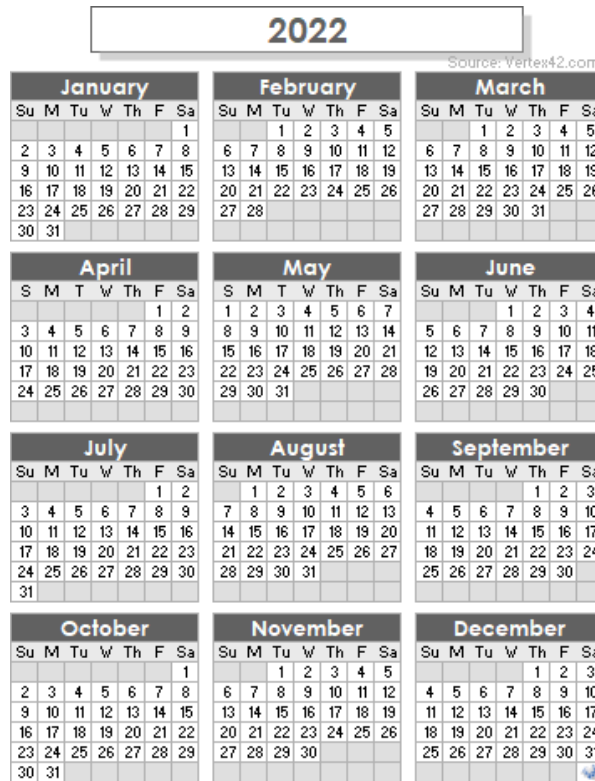 2022
Source: Vertex42.com
January
Su M Tu W Th F Sa
1
2 3 4 5 6 7 8
9 10 11 12 13 14 15
16 17 18 19 20 21 22
23 24 25 26 27 28 29
30 31
February
Su M Tu W Th F Sa
1 2 3 4 5
6 7 8 9 10 11 12
13 14 15 16 17 18 19
20 21 22 23 24 25 26
27 28
March
Su M Tu W Th F Sa
1 2 3 4 5
6 7 8 9 10 11 12
13 14 15 16 17 18 19
20 21 22 23 24 25 26
27 28 29 30 31
April
S M T W Th F Sa
1 2
3 4 5 6 7 8 9
10 11 12 13 14 15 16
17 18 19 20 21 22 23
24 25 26 27 28 29 30
May
S M T W Th F Sa
1 2 3 4 5 6 7
8 9 10 11 12 13 14
15 16 17 18 19 20 21
22 23 24 25 26 27 28
29 30 31
June
Su M Tu W Th F Sa
1 2 3 4
5 6 7 8 9 10 11
12 13 14 15 16 17 18
19 20 21 22 23 24 25
26 27 28 29 30
July
Su M Tu W Th F Sa
1 2
3 4 5 6 7 8 9
10 11 12 13 14 15 16
17 18 19 20 21 22 23
24 25 26 27 28 29 30
31
August
Su M Tu W Th F Sa
1 2 3 4 5 6
7 8 9 10 11 12 13
14 15 16 17 18 19 20
21 22 23 24 25 26 27
28 29 30 31
September
Su M Tu W Th F Sa
1 2 3
4 5 6 7 8 9 10
11 12 13 14 15 16 17
18 19 20 21 22 23 24
25 26 27 28 29 30
October
Su M Tu W Th F Sa
1
2 3 4 5 6 7 8
9 10 11 12 13 14 15
16 17 18 19 20 21 22
23 24 25 26 27 28 29
30 31
November
Su M Tu W Th F Sa
1 2 3 4 5
6 7 8 9 10 11 12
13 14 15 16 17 18 19
20 21 22 23 24 25 26
27 28 29 30
December
Su M Tu W Th F Sa
1 2 3
4 5 6 7 8 9 10
11 12 13 14 15 16 17
18 19 20 21 22 23 24
25 26 27 28 29 30 31